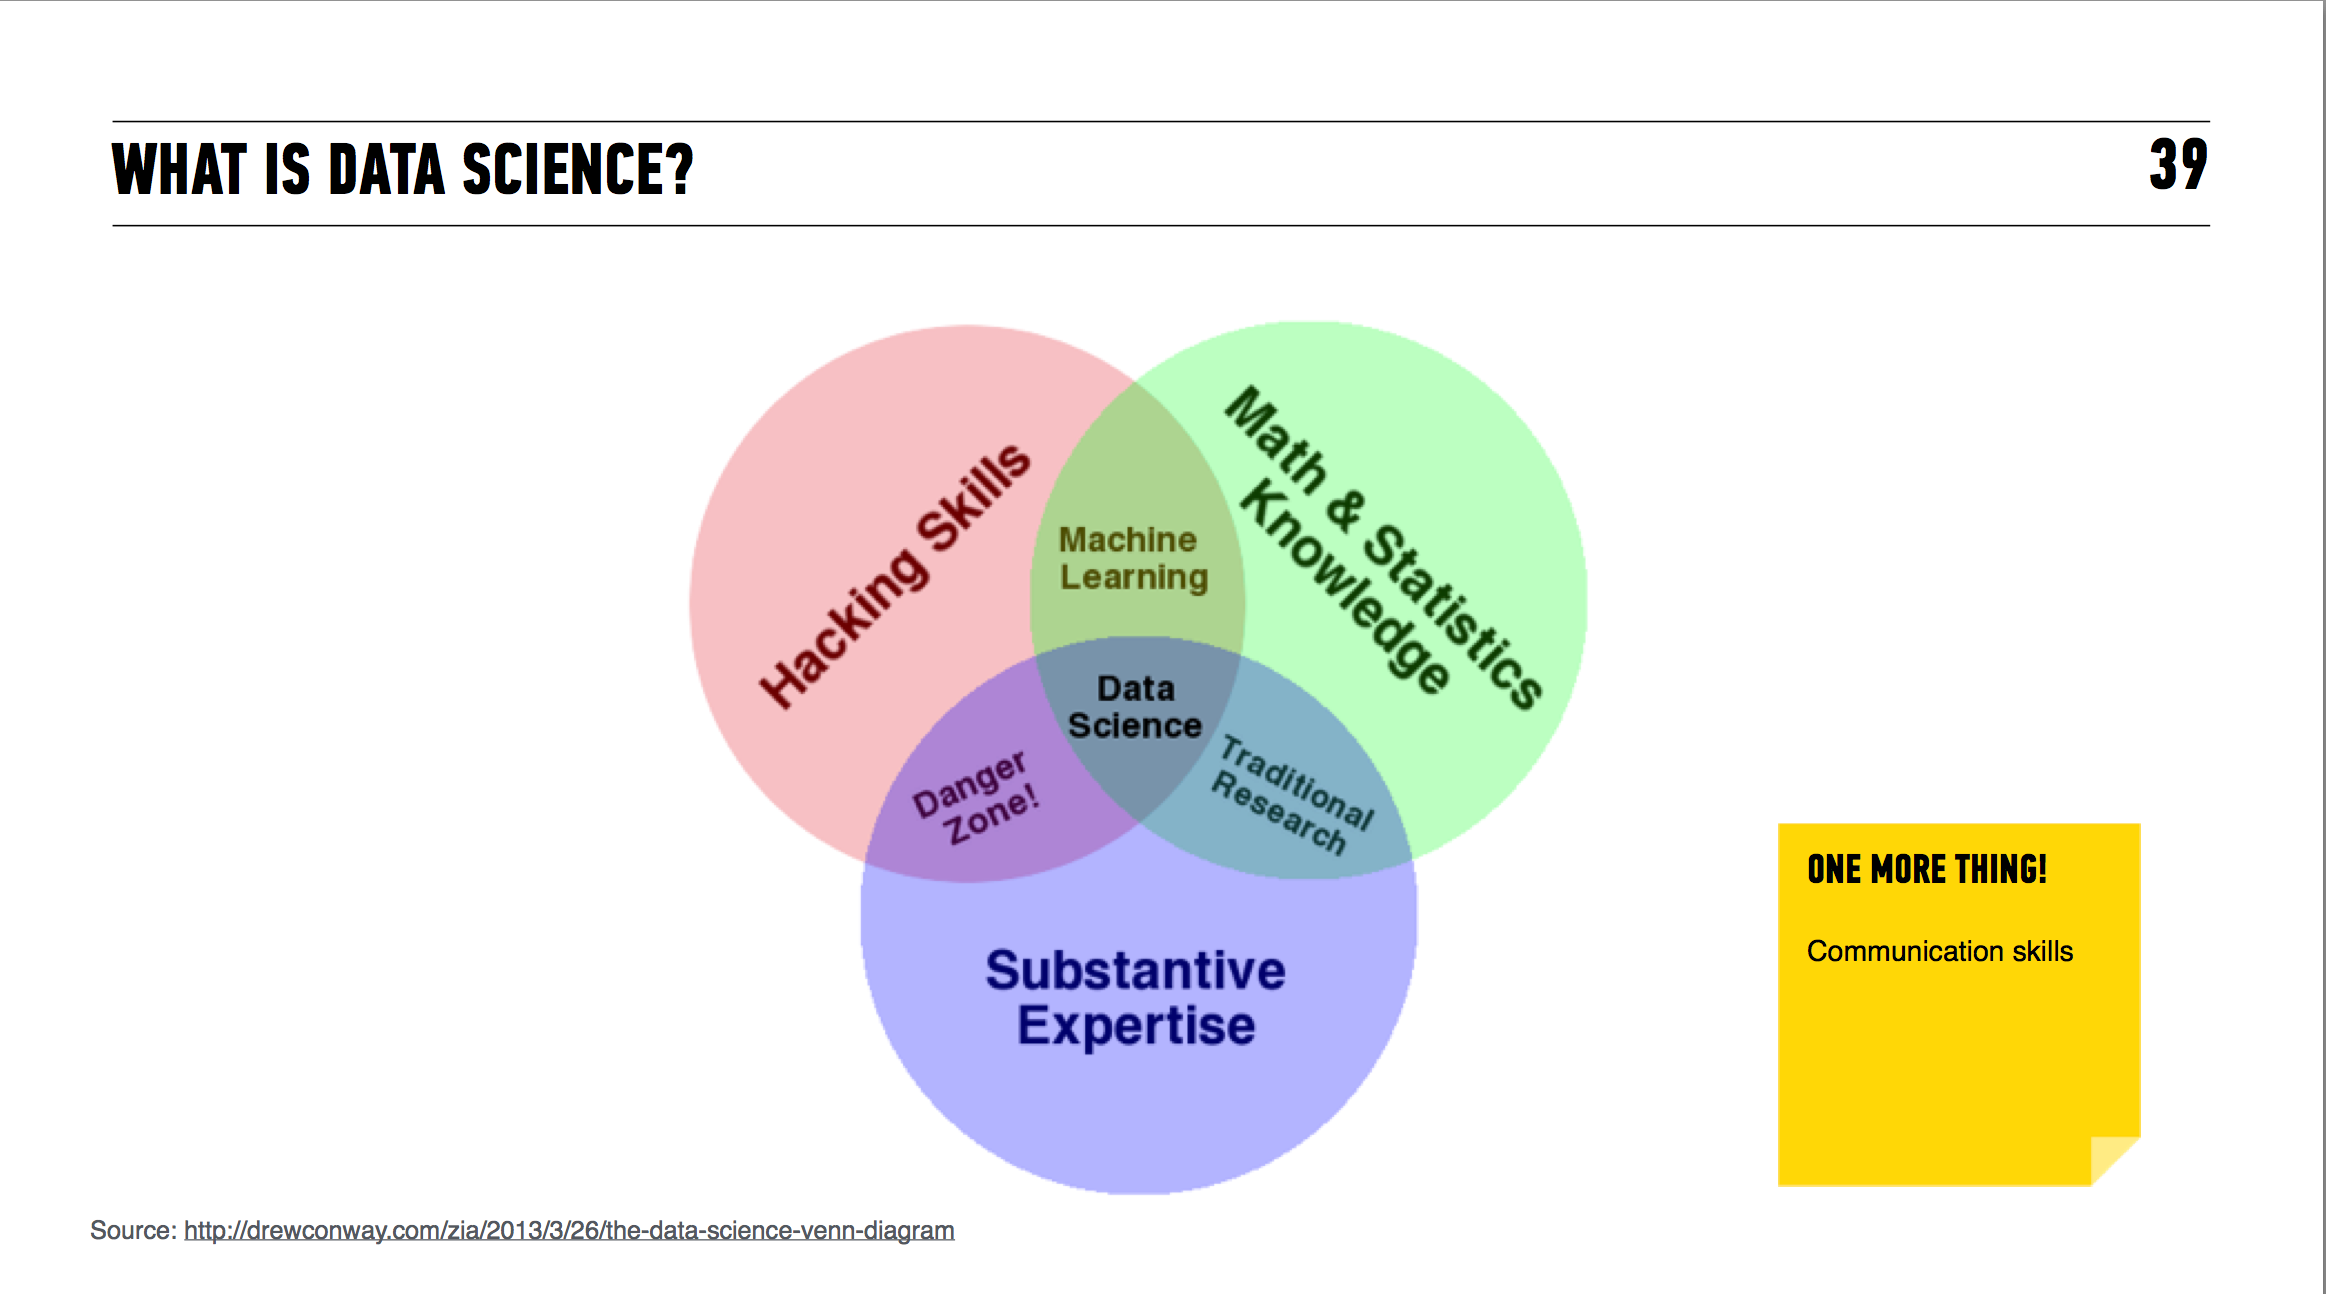 WHAT IS DATA SCIENCE?
39
Hacking Skills
Math & Statistics
Knowledge
Machine
Learning
Data
Science
Danger
Zone!
Traditional
Research
Substantive
Expertise
ONE MORE THING!
Communication skills
Source: http://drewconway.com/zia/2013/3/26/the-data-science-venn-diagram